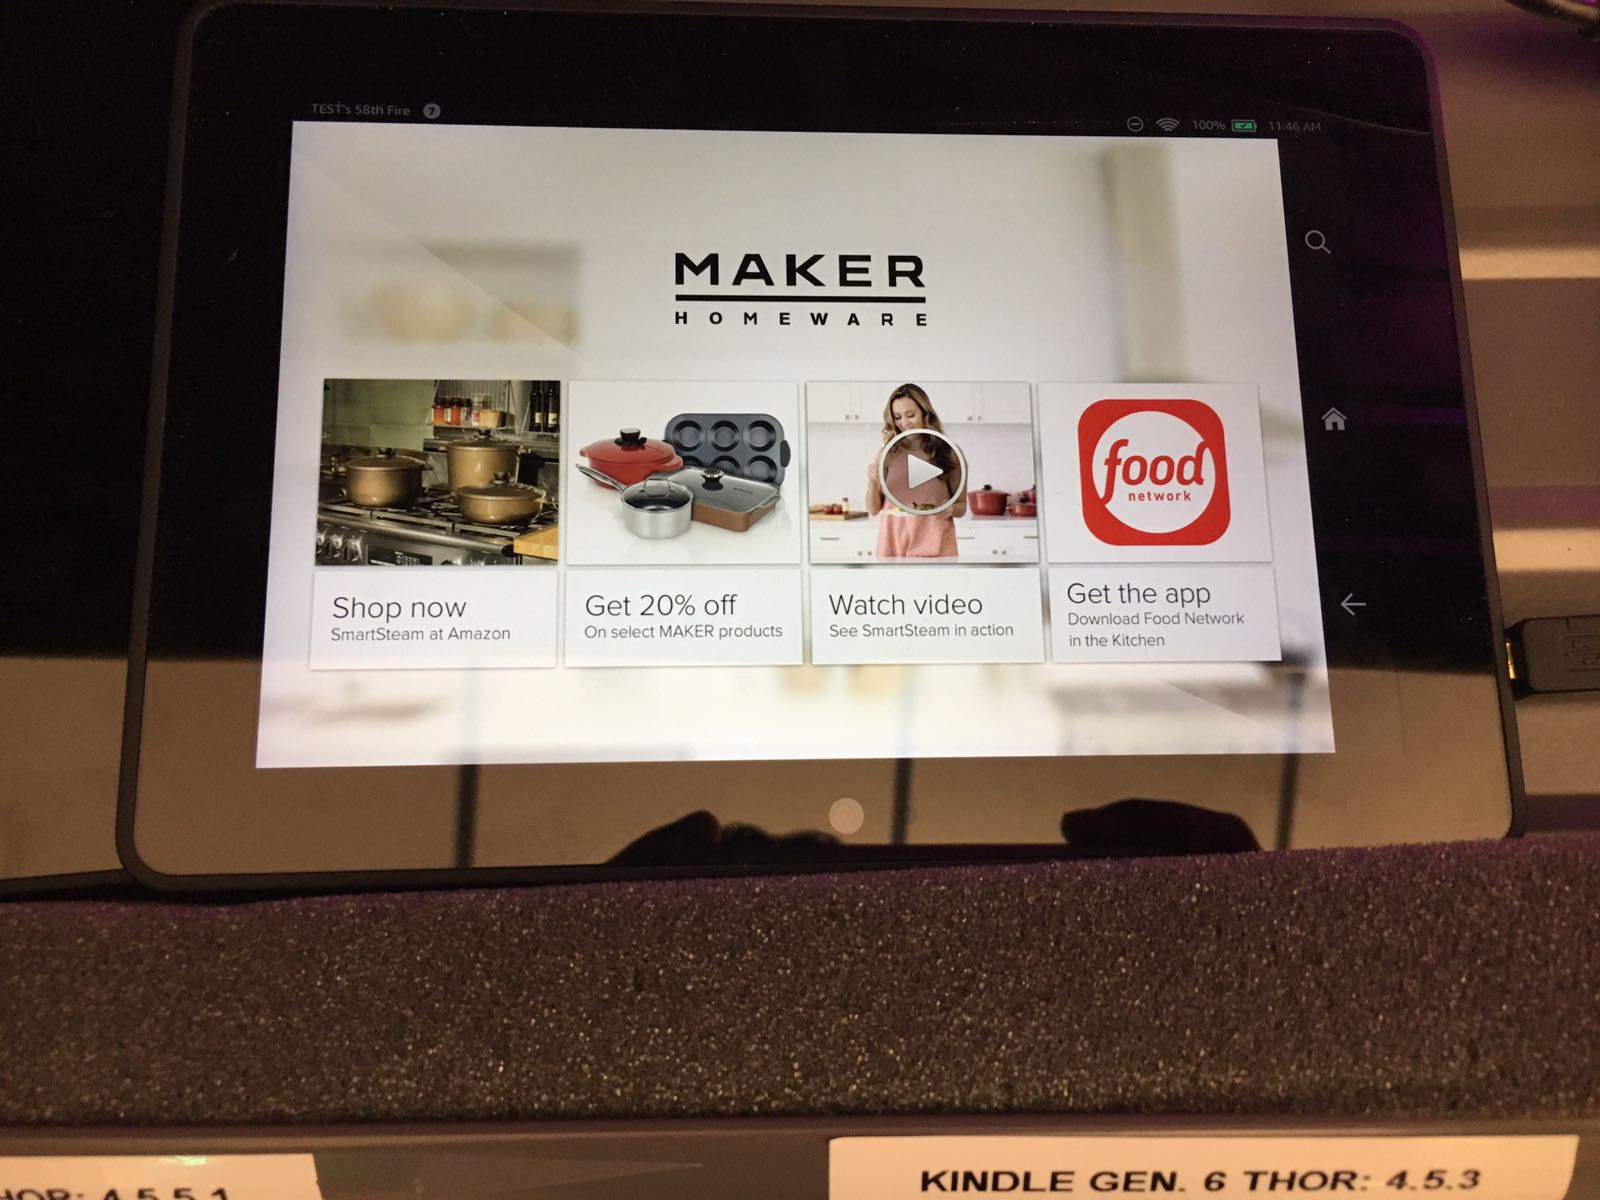 TEST's 58th Fire 7
100% 11:46 AM
MAKER
HOMEWARE
food
network
Shop now
SmartSteam at Amazon
Get 20% off
On select MAKER products
Watch video
See SmartSteam in action
Get the app
Download Food Network
in the Kitchen
KINDLE GEN. 6 THOR: 4.5.3
THOR: 4.5.5.1